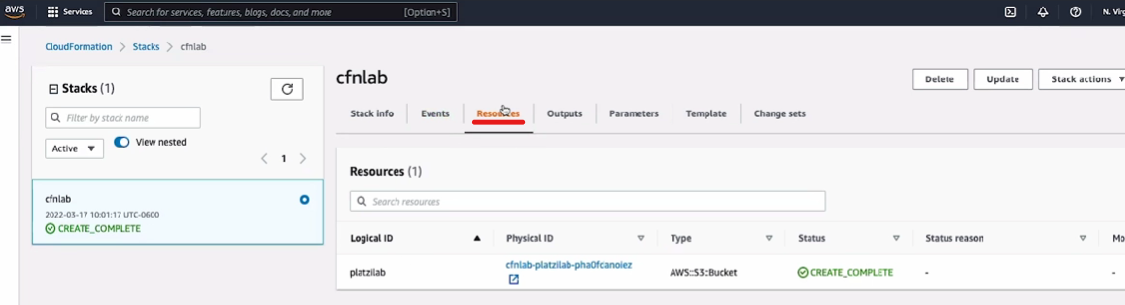 aws
Services
Search for services, features, blogs, docs, and more
[Option+S]
N. Virg
CloudFormation > Stacks > cfnlab
Stacks (1)
Filter by stack name
Active
View nested
1
cfnlab
2022-03-17 10:01:17 UTC-0600
CREATE_COMPLETE
cfnlab
Delete
Update
Stack actions
Stack info
Events
Resources
Outputs
Parameters
Template
Change sets
Resources (1)
Search resources
Logical ID
Physical ID
Type
Status
Status reason
Mo
platzilab
cfnlab-platzilab-pha0fcanoiez
AWS::S3::Bucket
CREATE_COMPLETE
-
-